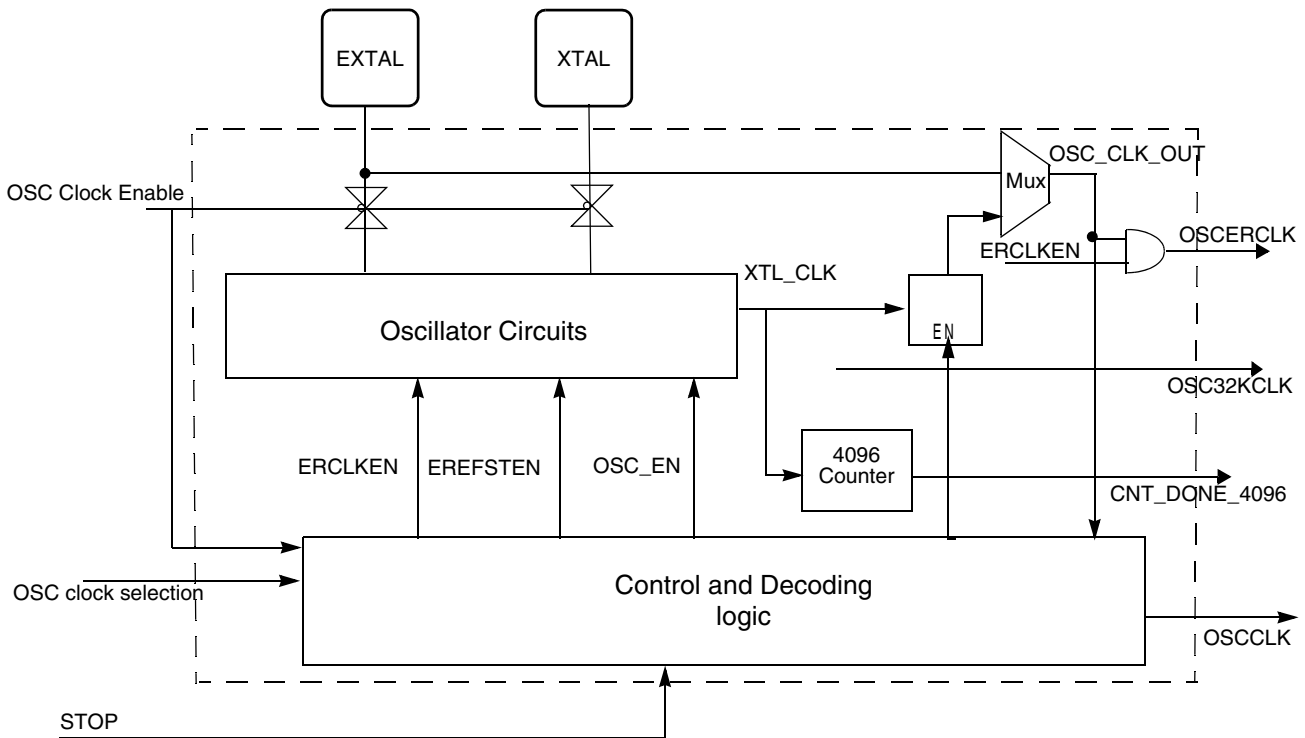 EXTAL
XTAL
OSC_CLK_OUT
Mux
OSC Clock Enable
OSCERCLK
ERCLKEN
XTL_CLK
Oscillator Circuits
EN
OSC32KCLK
ERCLKEN
EREFSTEN
OSC_EN
4096
Counter
CNT_DONE_4096
Control and Decoding
logic
OSC clock selection
OSCCLK
STOP